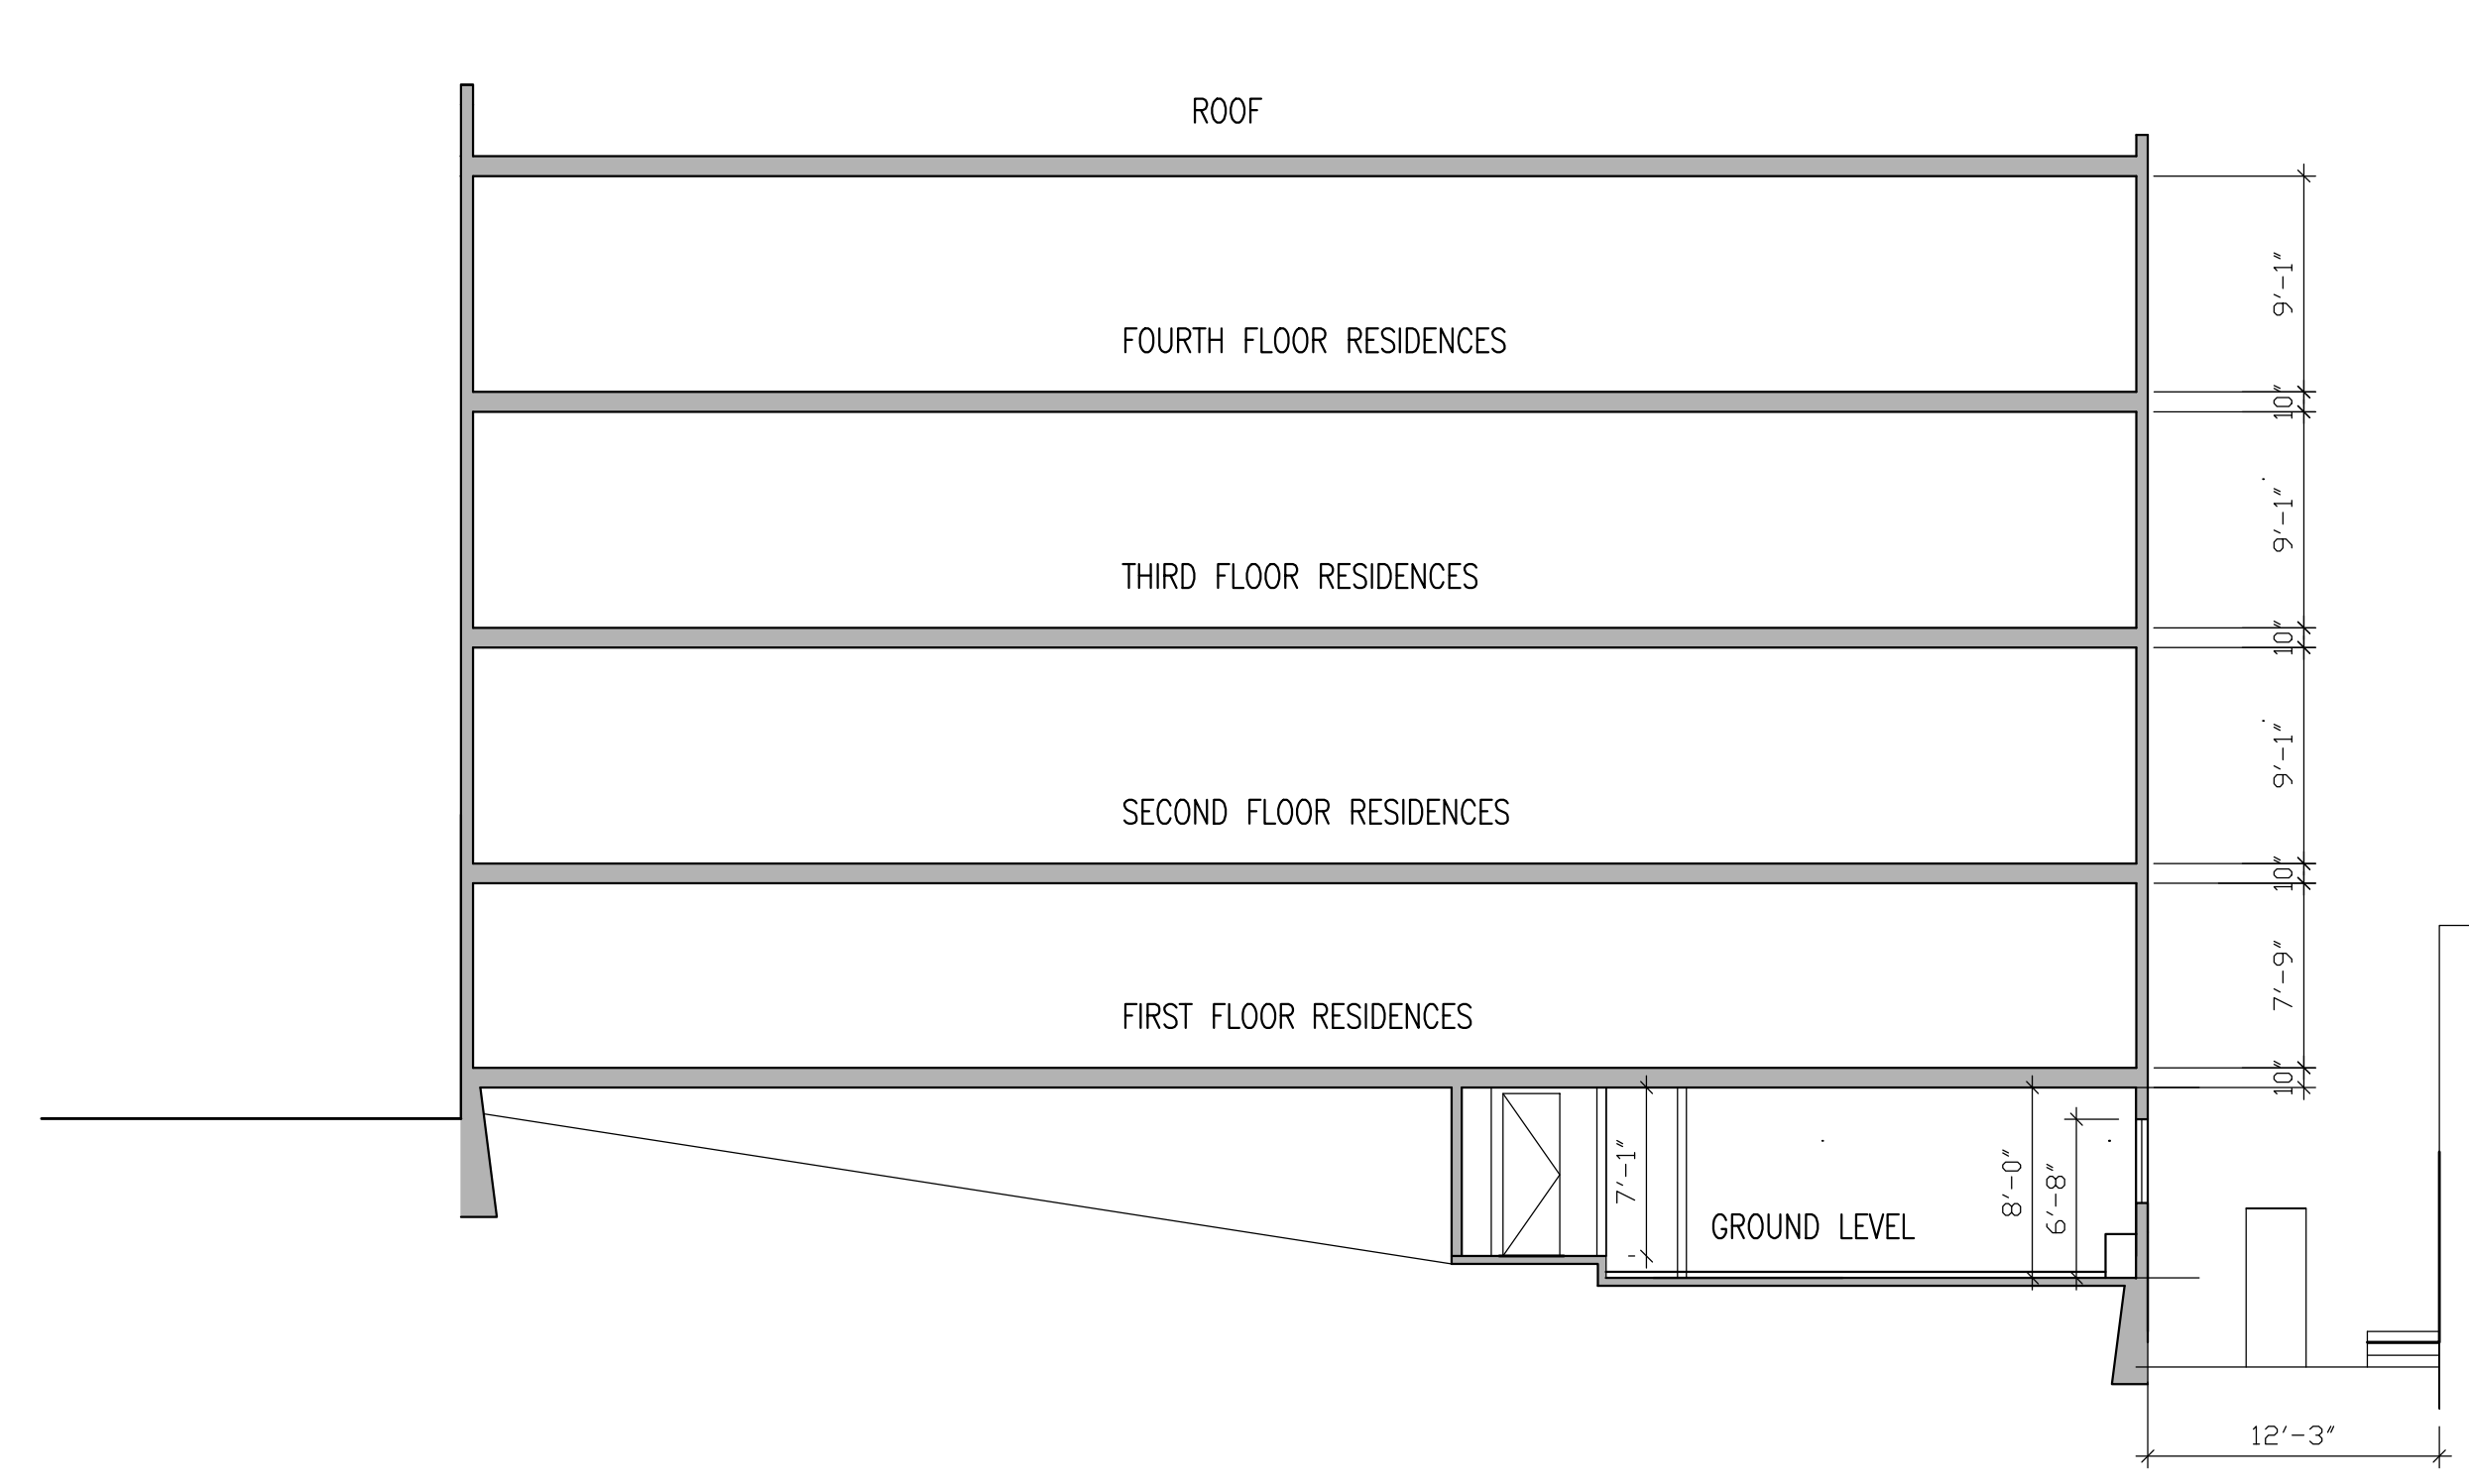 ROOF
9'-1"
FOURTH FLOOR RESIDENCES
10"
9'-1"
THIRD FLOOR RESIDENCES
10"
9'-1"
SECOND FLOOR RESIDENCES
10"
7'-9"
FIRST FLOOR RESIDENCES
10"
7'-1"
8'-0"
6'-8"
GROUND LEVEL
12'-3"